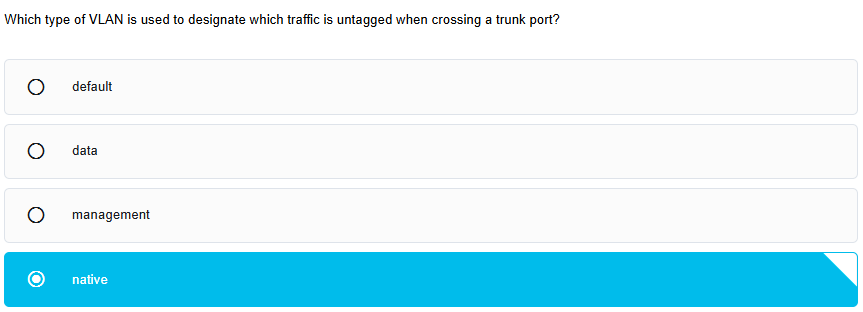 Which type of VLAN is used to designate which traffic is untagged when crossing a trunk port?
default
data
management
native